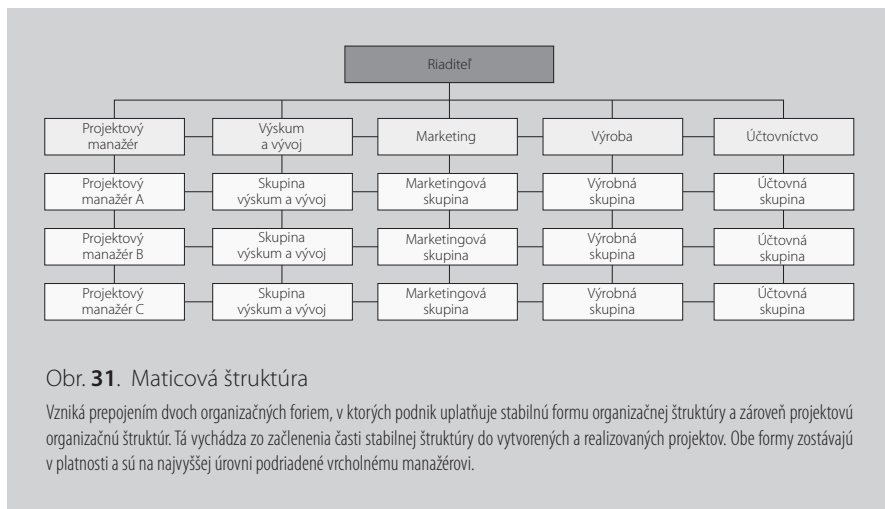 Riaditeľ
Projektový
manažér
Výskum
a vývoj
Marketing
Výroba
Účtovníctvo
Projektový
manažér A
Skupina
výskum a vývoj
Marketingová
skupina
Výrobná
skupina
Účtovná
skupina
Projektový
manažér B
Skupina
výskum a vývoj
Marketingová
skupina
Výrobná
skupina
Účtovná
skupina
Projektový
manažér C
Skupina
výskum a vývoj
Marketingová
skupina
Výrobná
skupina
Účtovná
skupina
Obr. 31. Maticová štruktúra
Vzniká prepojením dvoch organizačných foriem, v ktorých podnik uplatňuje stabilnú formu organizačnej štruktúry a zároveň projektovú
organizačnú štruktúr. Tá vychádza zo začlenenia časti stabilnej štruktúry do vytvorených a realizovaných projektov. Obe formy zostávajú
v platnosti a sú na najvyššej úrovni podriadené vrcholnému manažérovi.